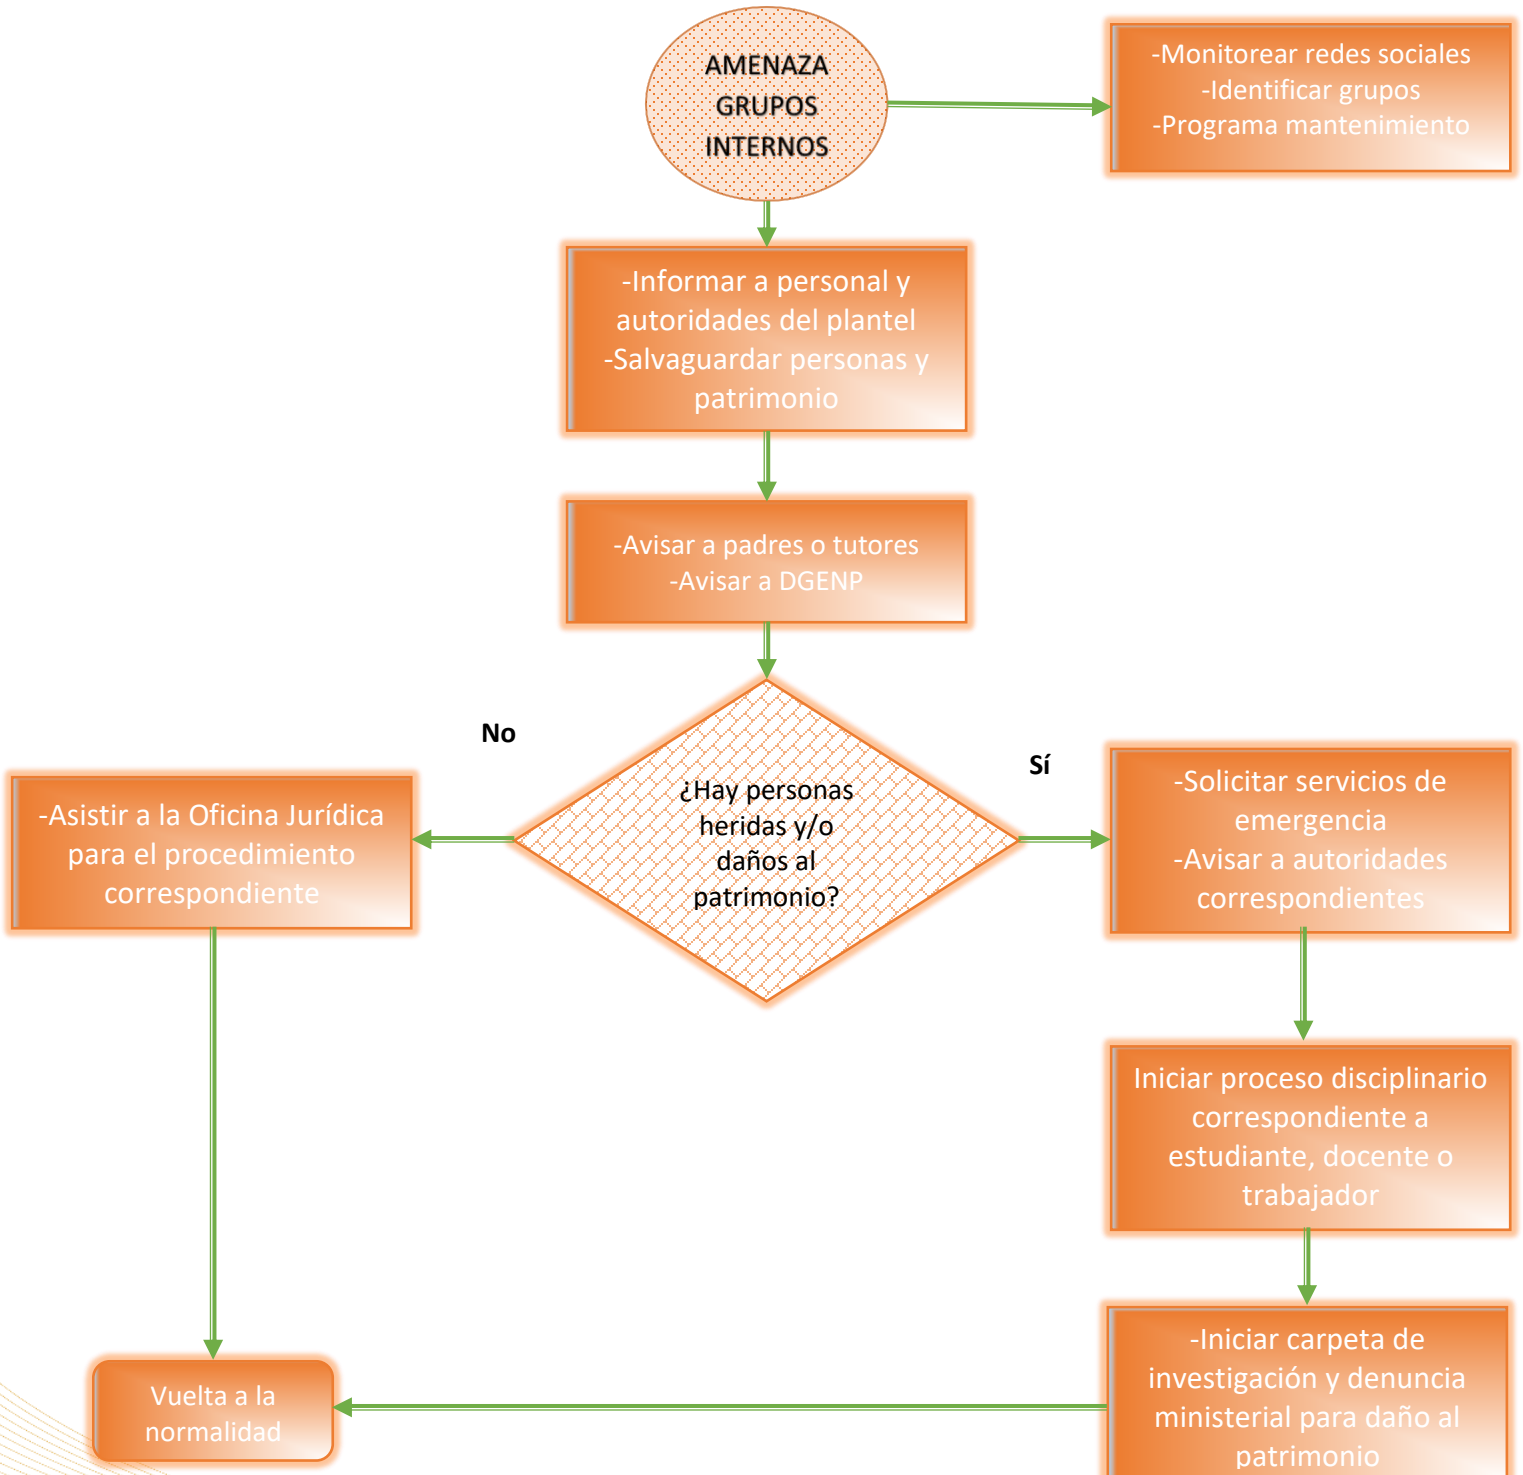 AMENAZA
GRUPOS
INTERNOS
-Monitorear redes sociales
-Identificar grupos
-Programa mantenimiento
-Informar a personal y
autoridades del plantel
-Salvaguardar personas y
patrimonio
-Avisar a padres o tutores
-Avisar a DGENP
¿Hay personas
heridas y/o
daños al
patrimonio?
No
-Asistir a la Oficina Jurídica
para el procedimiento
correspondiente
Sí
-Solicitar servicios de
emergencia
-Avisar a autoridades
correspondientes
Iniciar proceso disciplinario
correspondiente a
estudiante, docente o
trabajador
-Iniciar carpeta de
investigación y denuncia
ministerial para daño al
patrimonio
Vuelta a la
normalidad